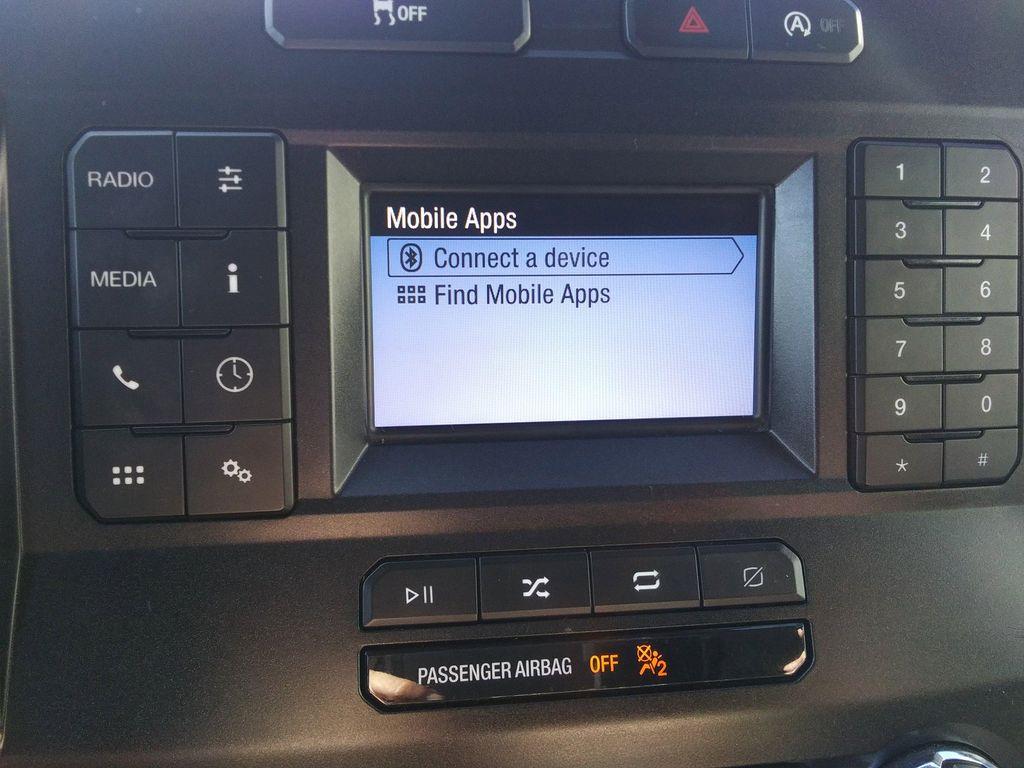 OFF
A OFF
RADIO
MEDIA
i
Mobile Apps
Connect a device
Find Mobile Apps
1 2
3 4
5 6
7 8
9 0
* #
PASSENGER AIRBAG OFF 2